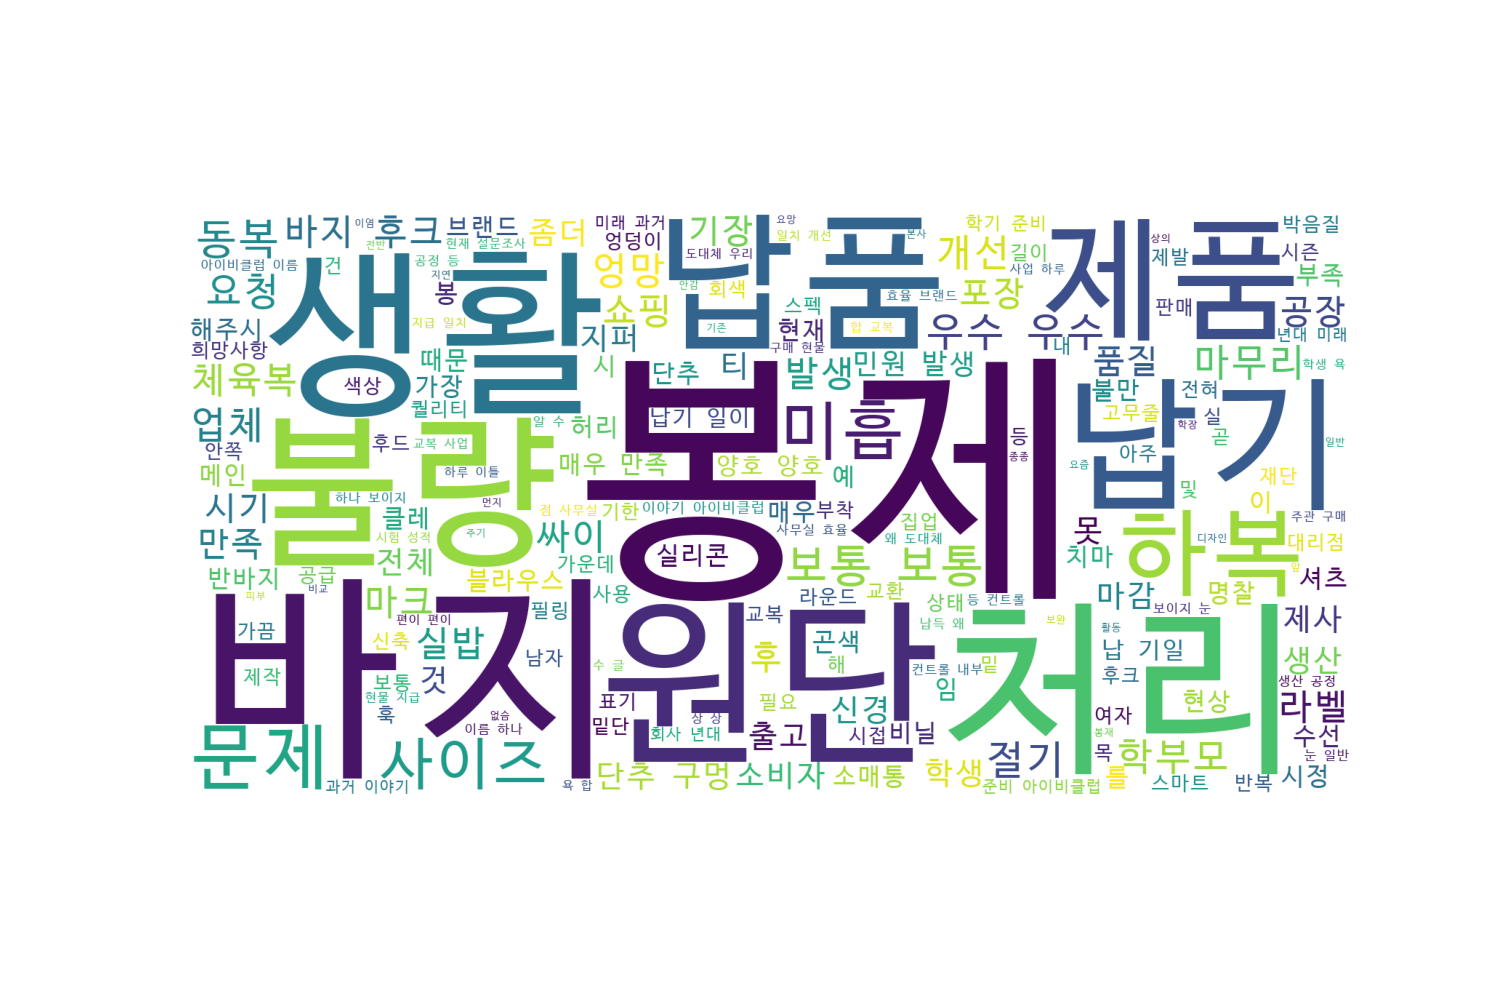 동복
바지
후크
브랜드
좀더
미래 과거
기장
납품
요망
일치 개선
본사
학기 준비
제품
박음질
이염
전반
현재 설문조사
엉덩이
도대체 우리
개선
길이
상의
제발
시즌
아이비클럽 이름
건
공정 등
지연
생활
엉망
안감
회색
스펙
효율 브랜드
포장
사업 하루
부족
요청
봉
쇼핑
판매
공장
해주시
지급 일치
지퍼
기존
현재
합 교복
우수 우수
내
년대 미래
희망사항
때문
시
단추
티
구매 현물
발생
민원 발생
품질
마무리
학생 욕
체육복
색상
가장
퀄리티
불량
알 수
허리
납기 일이
봉제
미흡
등
불만
전혀
납기
고무줄
학장
실
업체
안쪽
후드
교복 사업
곧
일반
메인
하루 이틀
매우 만족
양호 양호
예
종종
요즘
아주
재단
시기
하나 보이지
먼지
점 사무실
기한
이야기 아이비클럽
매우
부착
및
이
주관 구매
만족
클레
시험 성적
주기
싸이
사무실 효율
집업
왜 도대체
못
하복
디자인
대리점
전체
가운데
실리콘
보통 보통
치마
앞
반바지
공급
비교
블라우스
사용
라운드
교환
상태
등 컨트롤
마감
명찰
셔츠
피부
마크
편이 편이
필링
교복
원단
납득 왜
보완
활동
보이지 눈
제사
가끔
바지
신축
실밥
남자
수 글
후
곤색
해
컨트롤 내부
밑
처리
납 기일
생산
제작
보통
현물 지급
것
표기
필요
신경
임
후크
현상
생산 공정
훅
없음
이름 하나
밑단
상 상
회사 년대
출고
시접
비닐
여자
봉재
라벨
수선
문제
사이즈
절기
목
학부모
눈 일반
과거 이야기
욕 합
단추 구멍
소비자
소매통
학생
준비 아이비클럽
를
스마트
반복
시정